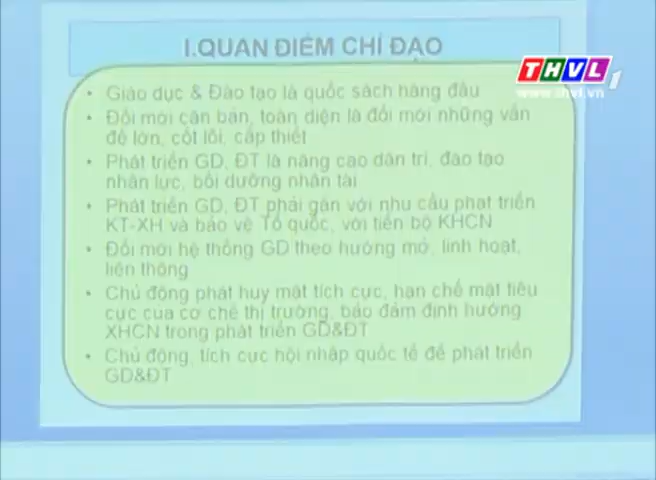 I.QUAN ĐIỂM CHỈ ĐẠO
THVL1
www.thvl.vn
• Giáo dục & Đào tạo là quốc sách hàng đầu
• Đổi mới căn bản, toàn diện là đổi mới những vấn
đề lớn, cốt lõi, cấp thiết
• Phát triển GD, ĐT là nâng cao dân trí, đào tạo
nhân lực, bồi dưỡng nhân tài
• Phát triển GD, ĐT phải gắn với nhu cầu phát triển
KT-XH và bảo vệ Tổ quốc, với tiến bộ KHCN
• Đổi mới hệ thống GD theo hướng mở, linh hoạt,
liên thông
• Chủ động phát huy mặt tích cực, hạn chế mặt tiêu
cực của cơ chế thị trường, bảo đảm định hướng
XHCN trong phát triển GD&ĐT
• Chủ động, tích cực hội nhập quốc tế để phát triển
GD&ĐT